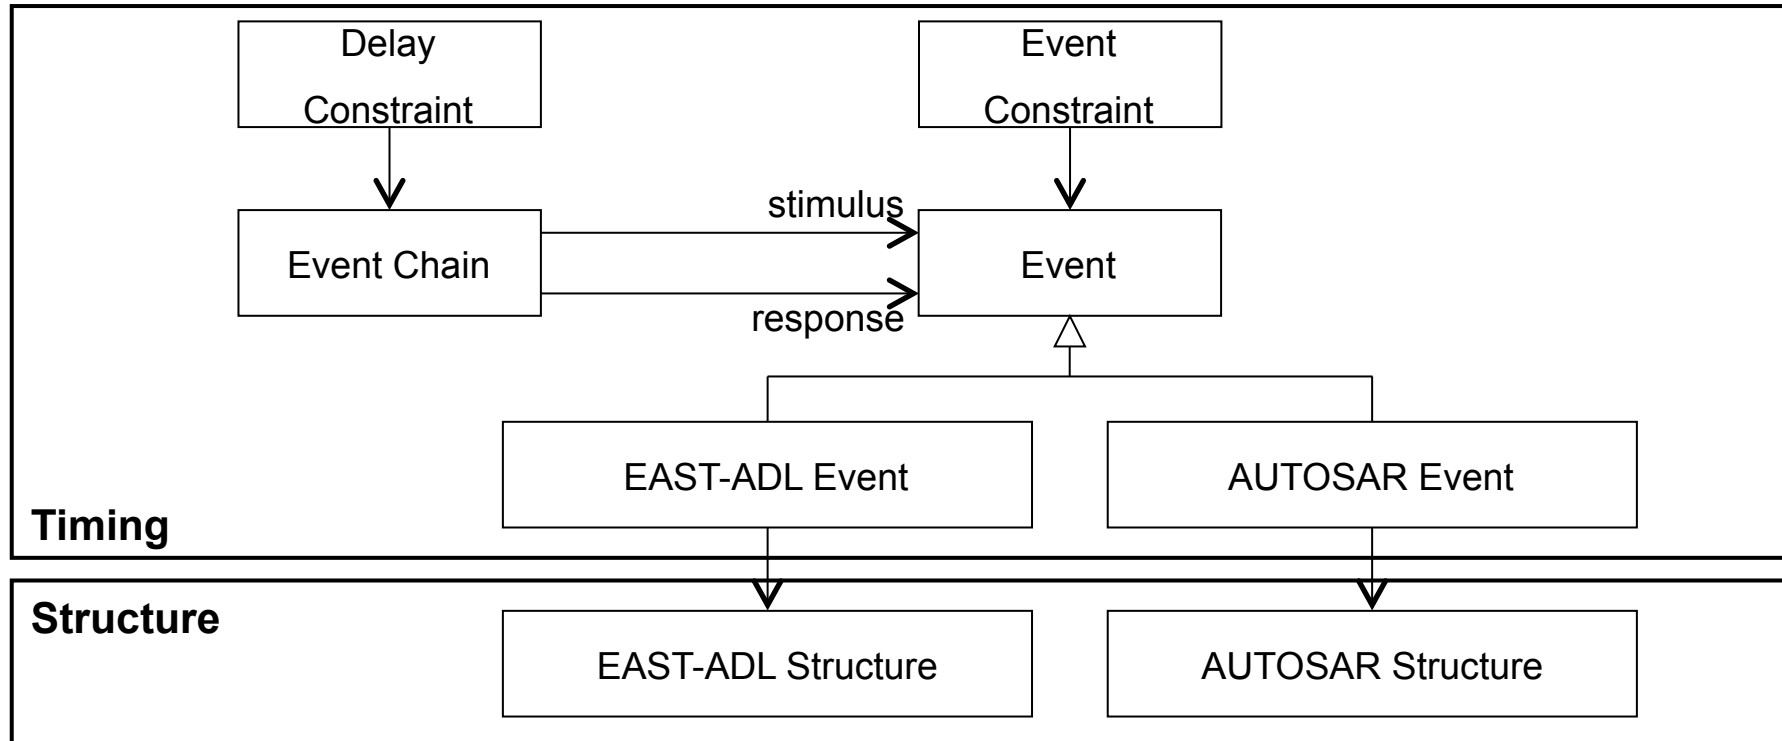 Delay
Constraint
Event
Constraint
stimulus
Event Chain
Event
response
EAST-ADL Event
AUTOSAR Event
Timing
Structure
EAST-ADL Structure
AUTOSAR Structure